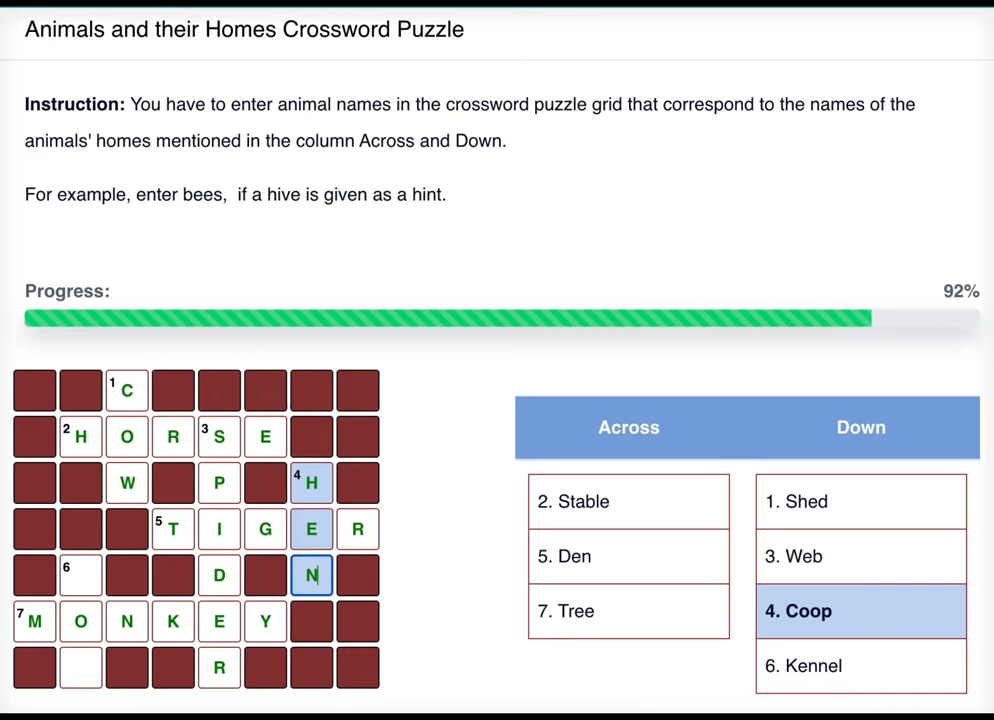 Animals and their Homes Crossword Puzzle
Instruction: You have to enter animal names in the crossword puzzle grid that correspond to the names of the
animals' homes mentioned in the column Across and Down.
For example, enter bees,  if a hive is given as a hint.
Progress: 92%
1 C
2 H O R 3 S E
W P 4 H
5 T I G E R
6 D N
7 M O N K E Y
R
Across Down
2. Stable 1. Shed
5. Den 3. Web
7. Tree 4. Coop
6. Kennel